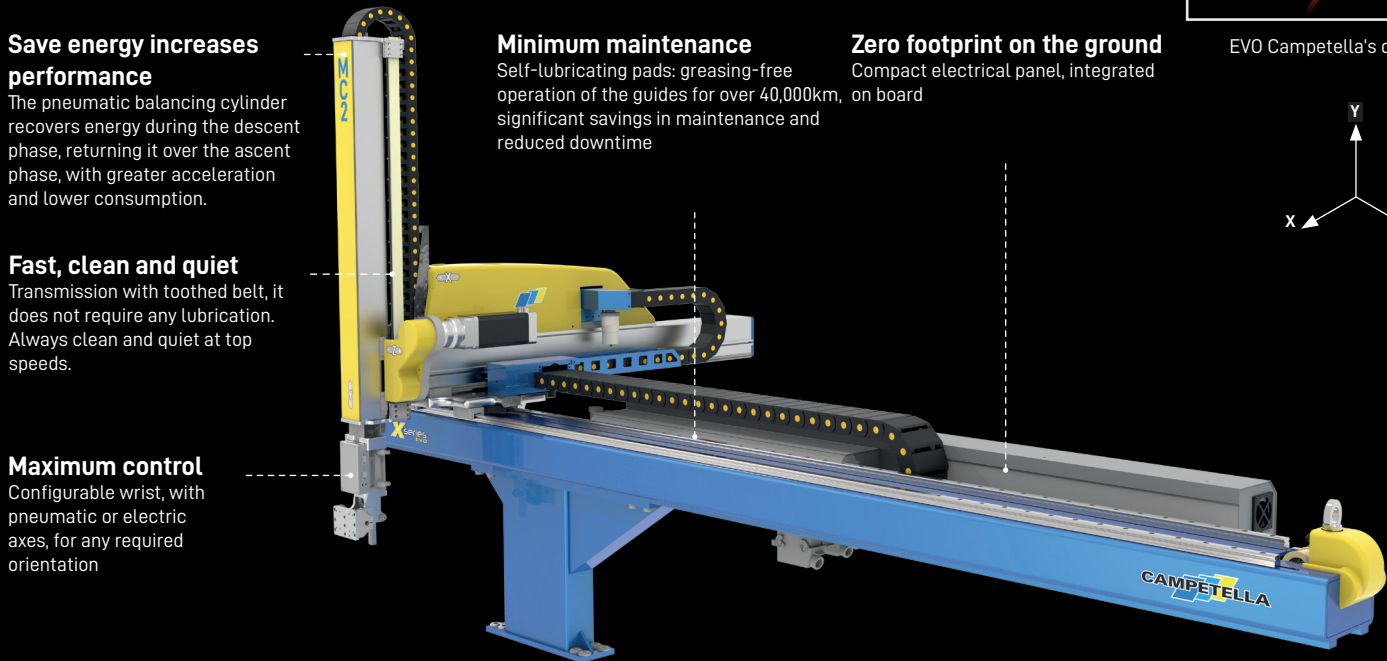 Save energy increases
performance
The pneumatic balancing cylinder
recovers energy during the descent
phase, returning it over the ascent
phase, with greater acceleration
and lower consumption.
Fast, clean and quiet
Transmission with toothed belt, it
does not require any lubrication.
Always clean and quiet at top
speeds.
Maximum control
Configurable wrist, with
pneumatic or electric
axes, for any required
orientation
Minimum maintenance
Self-lubricating pads: greasing-free
operation of the guides for over 40,000km,
significant savings in maintenance and
reduced downtime
Zero footprint on the ground
Compact electrical panel, integrated
on board
EVO Campetella's
Y
X
MC2
X
Z
X series
EVO
CAMPETELLA